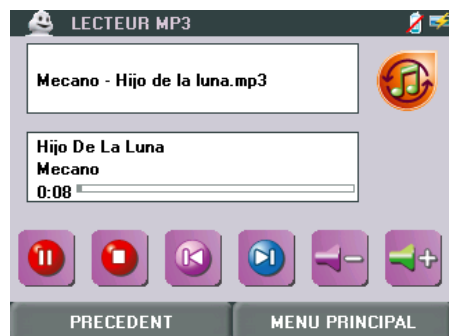 LECTEUR MP3
Mecano - Hijo de la luna.mp3
Hijo De La Luna
Mecano
0:08
PRECEDENT
MENU PRINCIPAL